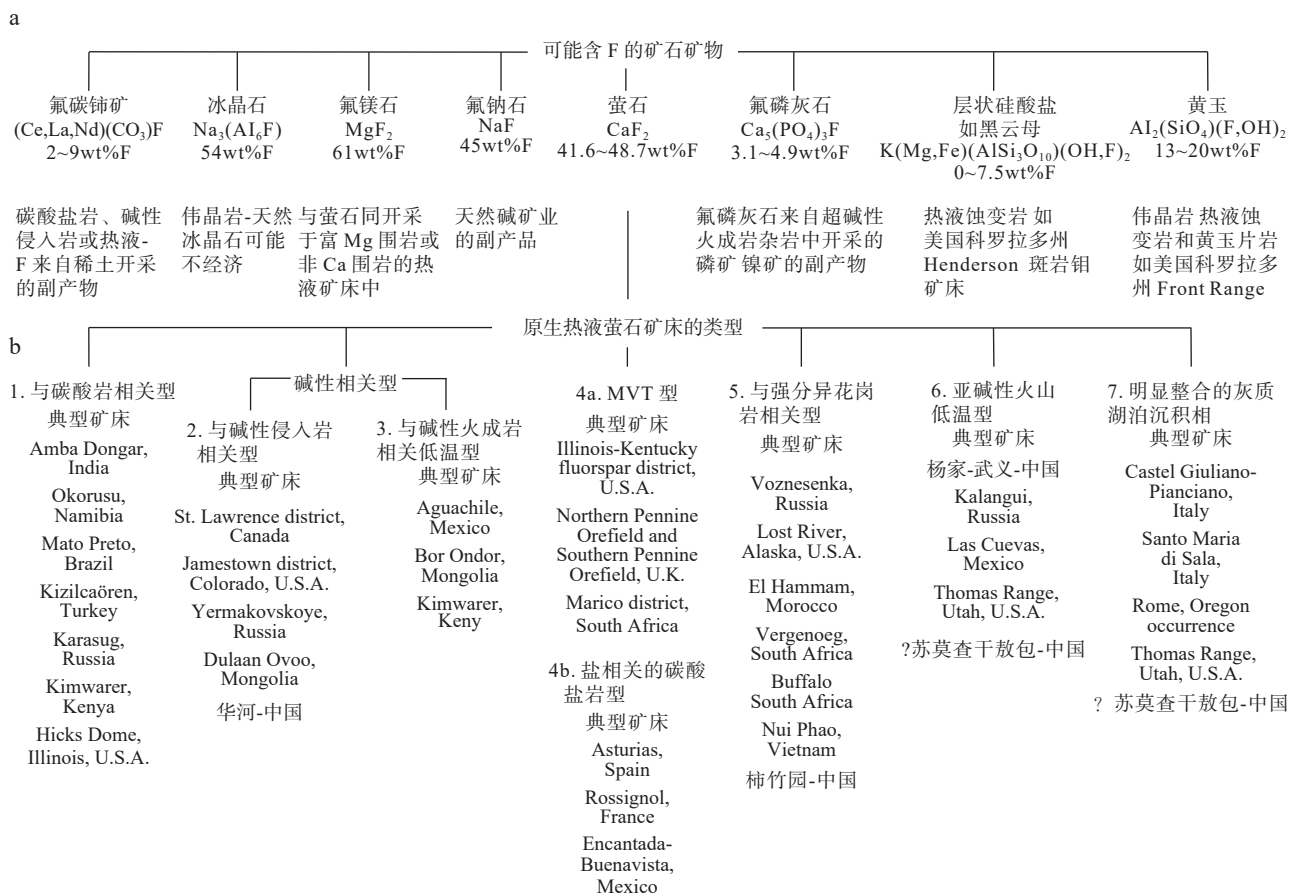 a
可能含 F 的矿石矿物
氟碳铈矿
(Ce,La,Nd)(CO₃)F
2~9wt%F
冰晶石
Na₃(AI₆F)
54wt%F
氟镁石
MgF₂
61wt%F
氟钠石
NaF
45wt%F
萤石
CaF₂
41.6~48.7wt%F
氟磷灰石
Ca₅(PO₄)₃F
3.1~4.9wt%F
层状硅酸盐
如黑云母
K(Mg,Fe)(AlSi₃O₁₀)(OH,F)₂
0~7.5wt%F
黄玉
AI₂(SiO₄)(F,OH)₂
13~20wt%F
碳酸盐岩、碱性
侵入岩或热液-
F 来自稀土开采
的副产物
伟晶岩-天然
冰晶石可能
不经济
与萤石同开采
于富 Mg 围岩或
非 Ca 围岩的热
液矿床中
天然碱矿业
的副产品
氟磷灰石来自超碱性
火成岩杂岩中开采的
磷矿 镍矿的副产物
热液蚀变岩 如
美国科罗拉多州
Henderson 斑岩钼
矿床
伟晶岩 热液蚀
变岩和黄玉片岩
如美国科罗拉多
州 Front Range
b
原生热液萤石矿床的类型
1. 与碳酸岩相关型
典型矿床
Amba Dongar,
India
Okorusu,
Namibia
Mato Preto,
Brazil
Kizilcaören,
Turkey
Karasug,
Russia
Kimwarer,
Kenya
Hicks Dome,
Illinois, U.S.A.
碱性相关型
2. 与碱性侵入岩
相关型
典型矿床
St. Lawrence district,
Canada
Jamestown district,
Colorado, U.S.A.
Yermakovskoye,
Russia
Dulaan Ovoo,
Mongolia
华河-中国
3. 与碱性火成岩
相关低温型
典型矿床
Aguachile,
Mexico
Bor Ondor,
Mongolia
Kimwarer,
Keny
4a. MVT 型
典型矿床
Illinois-Kentucky
fluorspar district,
U.S.A.
Northern Pennine
Orefield and
Southern Pennine
Orefield, U.K.
Marico district,
South Africa
4b. 盐相关的碳酸
盐岩型
典型矿床
Asturias,
Spain
Rossignol,
France
Encantada-
Buenavista,
Mexico
5. 与强分异花岗
岩相关型
典型矿床
Voznesenka,
Russia
Lost River,
Alaska, U.S.A.
El Hammam,
Morocco
Vergenoeg,
South Africa
Buffalo
South Africa
Nui Phao,
Vietnam
柿竹园-中国
6. 亚碱性火山
低温型
典型矿床
杨家-武义-中国
Kalangui,
Russia
Las Cuevas,
Mexico
Thomas Range,
Utah, U.S.A.
?苏莫查干敖包-中国
7. 明显整合的灰质
湖泊沉积相
典型矿床
Castel Giuliano-
Pianciano,
Italy
Santo Maria
di Sala,
Italy
Rome, Oregon
occurrence
Thomas Range,
Utah, U.S.A.
? 苏莫查干敖包-中国